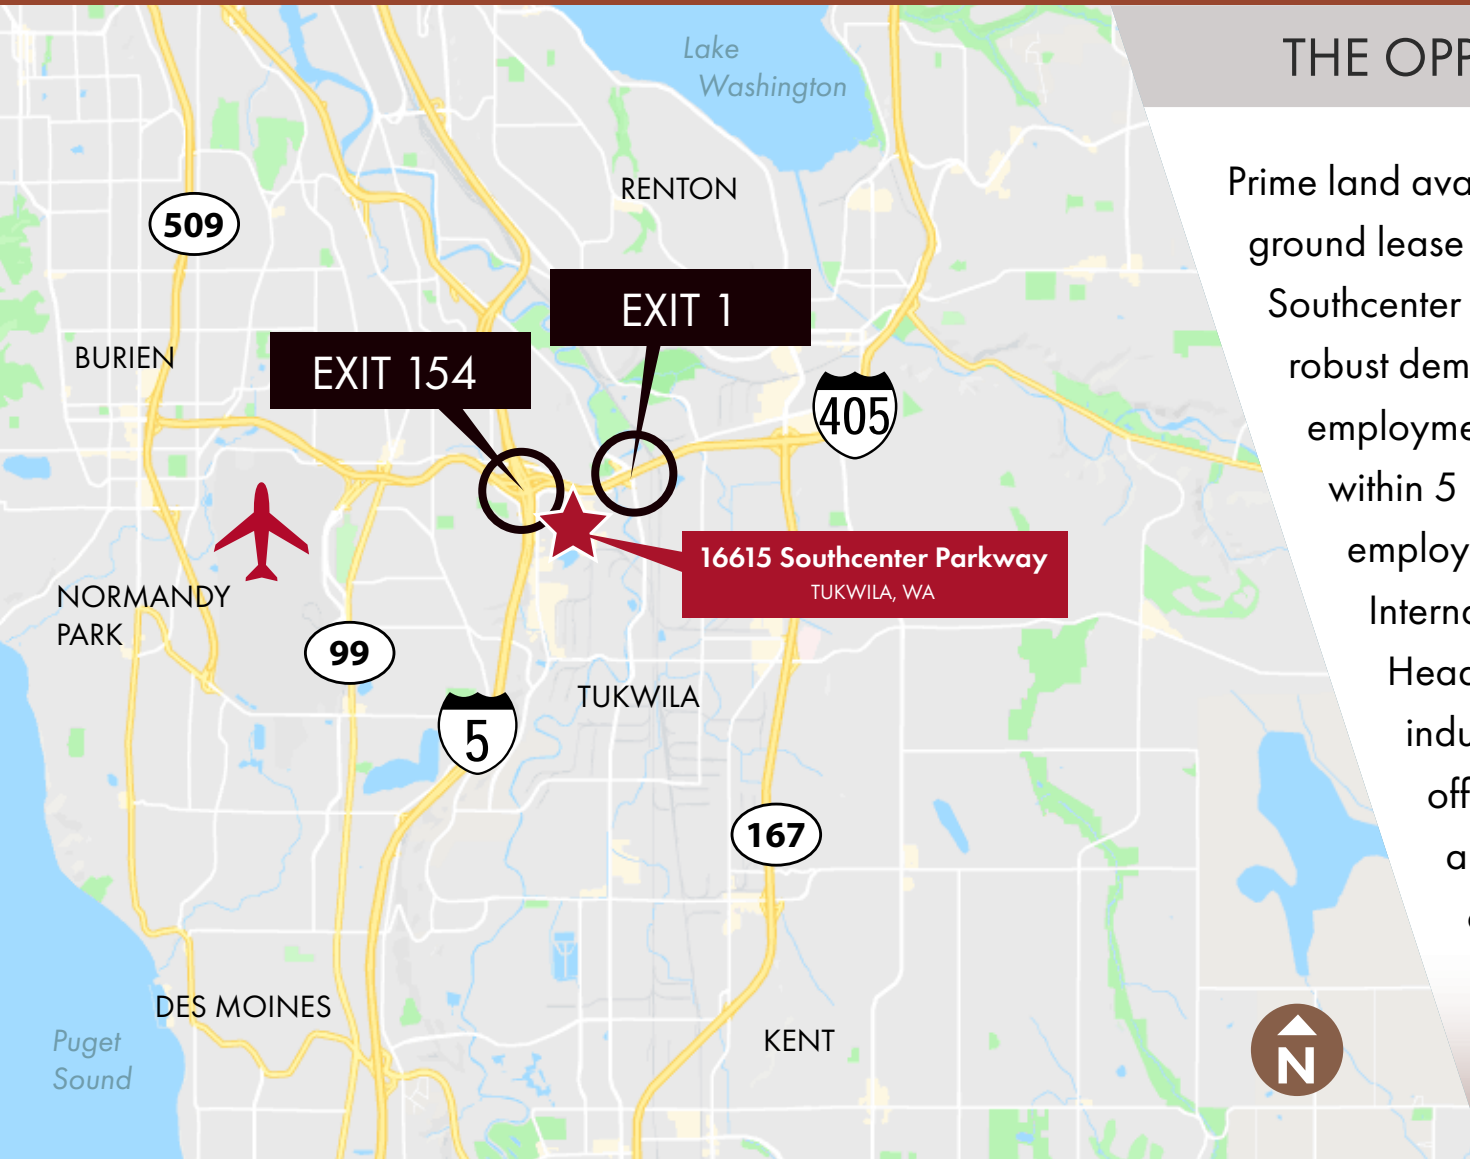 THE OPP
Lake
Washington
RENTON
509
EXIT 1
BURIEN
EXIT 154
405
16615 Southcenter Parkway
TUKWILA, WA
NORMANDY
PARK
99
TUKWILA
5
167
DES MOINES
KENT
Puget
Sound
N
Prime land ava
ground lease
Southcenter
robust dem
employme
within 5
employ
Interna
Head
indu
off
a